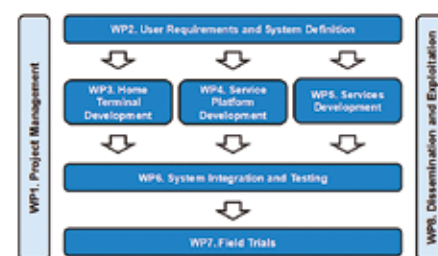 WP1. Project Management
WP2. User Requirements and System Definition
WP3. Home
Terminal
Development
WP4. Service
Platform
Development
WP5. Services
Development
WP6. System Integration and Testing
WP7. Field Trials
WP8. Dissemination and Exploitation